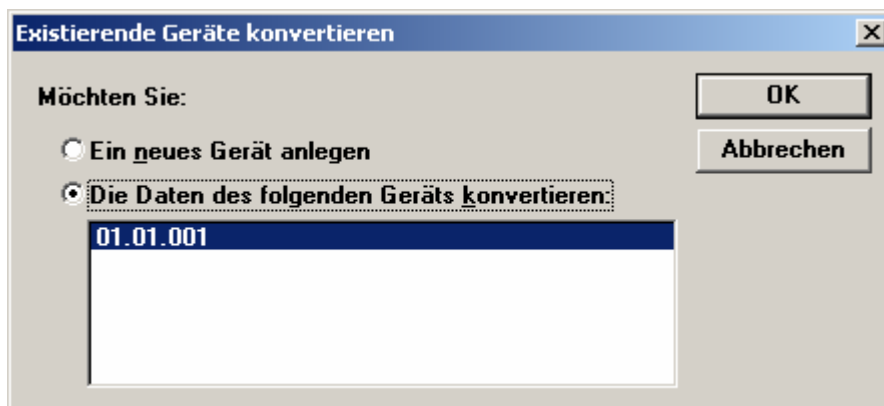 Existierende Geräte konvertieren
Möchten Sie:
OK
Ein neues Gerät anlegen
Abbrechen
Die Daten des folgenden Geräts konvertieren:
01.01.001